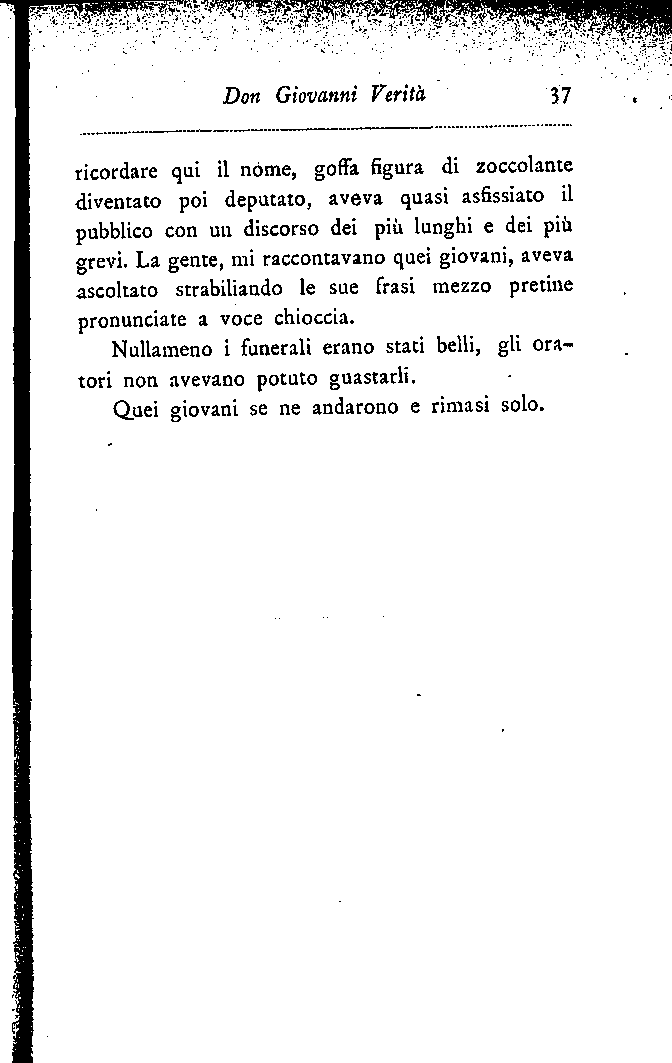 Don Giovanni Verità 37
ricordare qui il nome, goffa figura di zoccolante
diventato poi deputato, aveva quasi asfissiato il
pubblico con un discorso dei più lunghi e dei più
grevi. La gente, mi raccontavano quei giovani, aveva
ascoltato strabiliando le sue frasi mezzo pretine
pronunciate a voce chioccia.
Nullameno i funerali erano stati belli, gli ora-
tori non avevano potuto guastarli.
Quei giovani se ne andarono e rimasi solo.